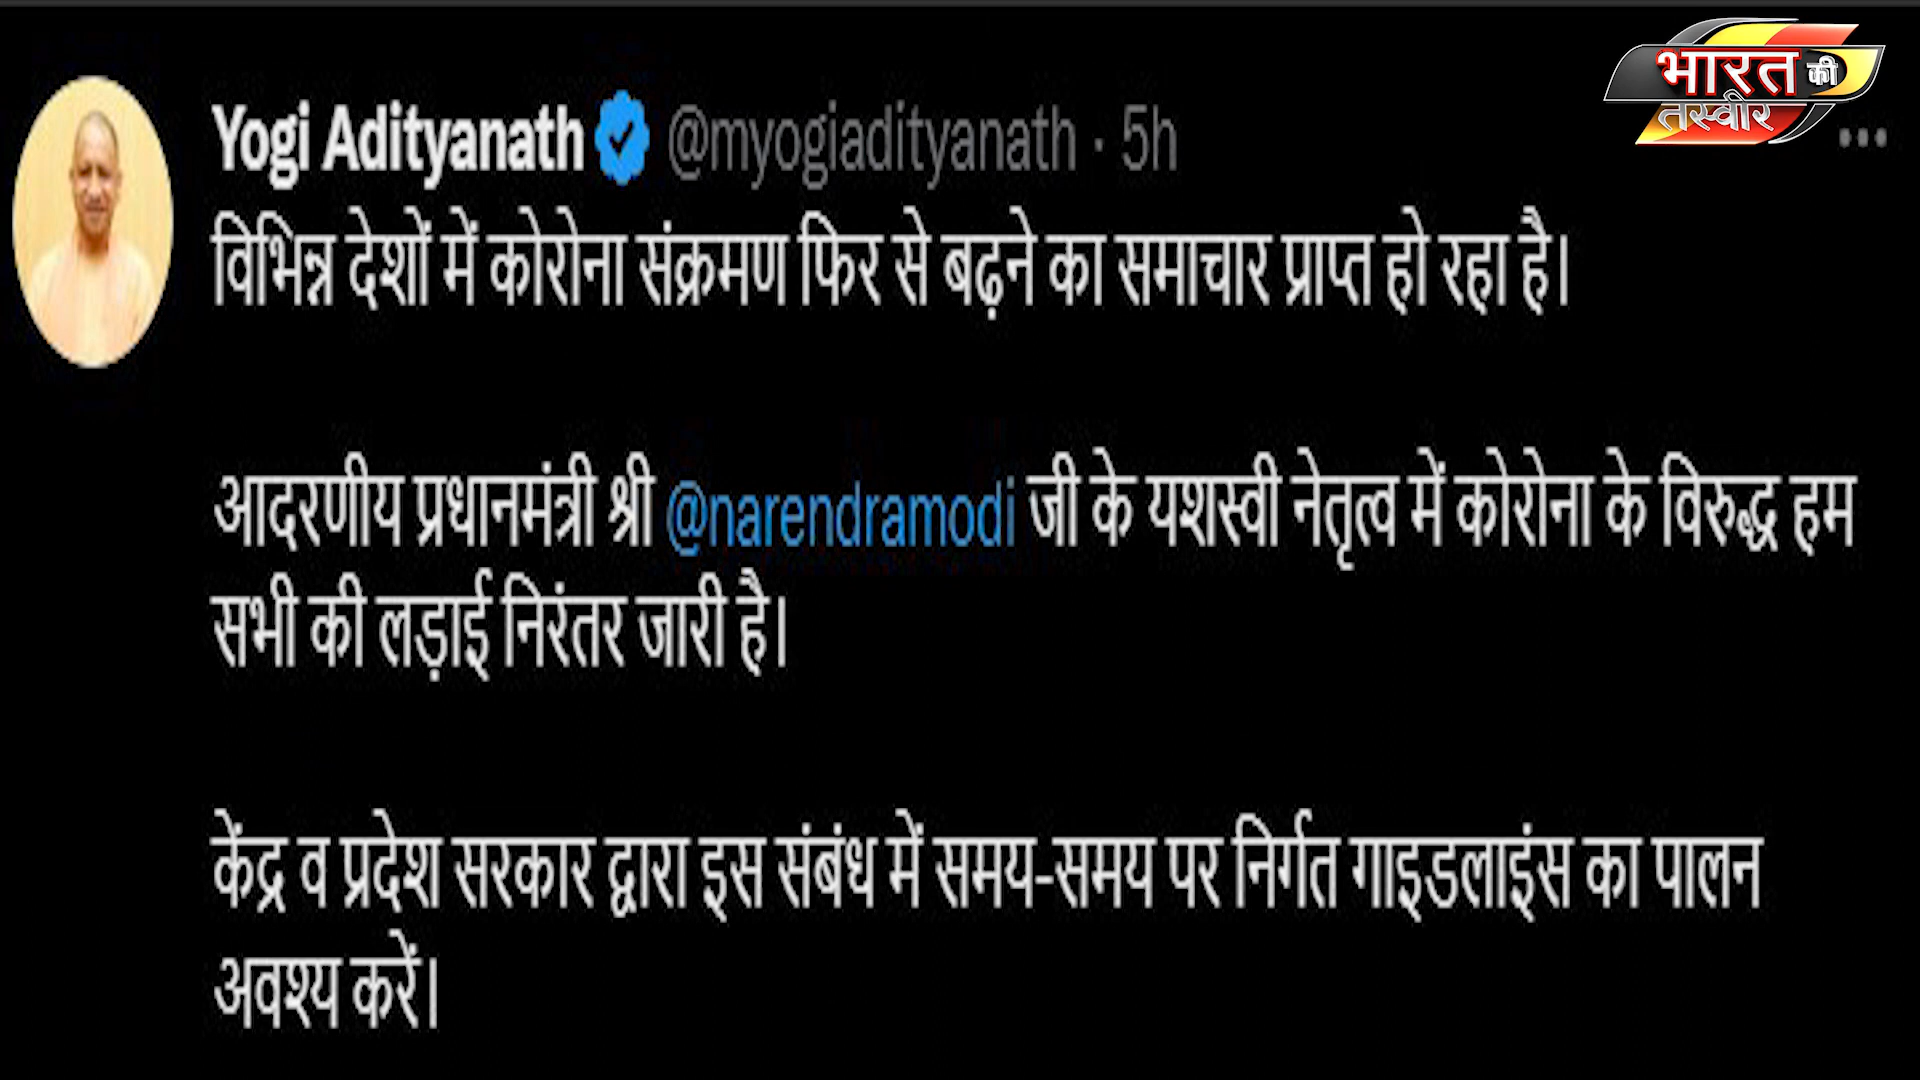 भारत की
तस्वीर
Yogi Adityanath @myogiadityanath · 5h
विभिन्न देशों में कोरोना संक्रमण फिर से बढ़ने का समाचार प्राप्त हो रहा है।
आदरणीय प्रधानमंत्री श्री @narendramodi जी के यशस्वी नेतृत्व में कोरोना के विरुद्ध हम
सभी की लड़ाई निरंतर जारी है।
केंद्र व प्रदेश सरकार द्वारा इस संबंध में समय-समय पर निर्गत गाइडलाइंस का पालन
अवश्य करें।